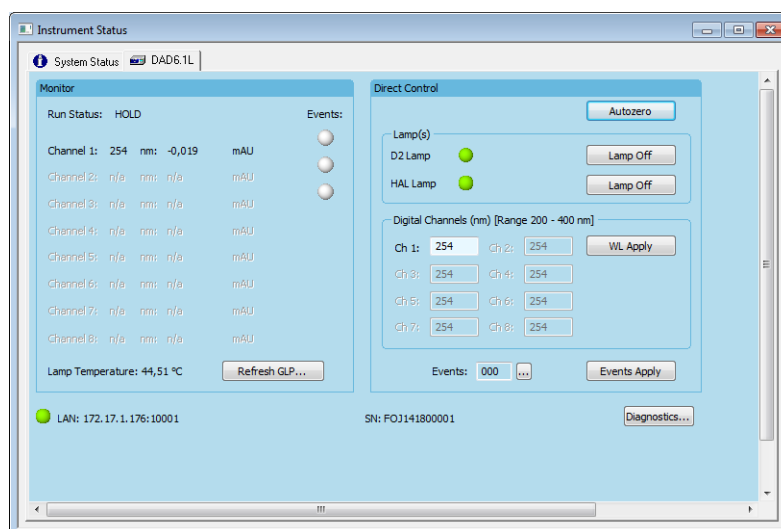 Instrument Status
System Status DAD6.1L
Monitor
Run Status: HOLD Events:
Channel 1: 254 nm: -0,019 mAU
Channel 2: n/a nm: n/a mAU
Channel 3: n/a nm: n/a mAU
Channel 4: n/a nm: n/a mAU
Channel 5: n/a nm: n/a mAU
Channel 6: n/a nm: n/a mAU
Channel 7: n/a nm: n/a mAU
Channel 8: n/a nm: n/a mAU
Lamp Temperature: 44,51 °C Refresh GLP...
Direct Control
Autozero
Lamp(s)
D2 Lamp Lamp Off
HAL Lamp Lamp Off
Digital Channels (nm) [Range 200 - 400 nm]
Ch 1: 254 Ch 2: 254 WL Apply
Ch 3: 254 Ch 4: 254
Ch 5: 254 Ch 6: 254
Ch 7: 254 Ch 8: 254
Events: 000 ... Events Apply
LAN: 172.17.1.176:10001 SN: FOJ141800001 Diagnostics...